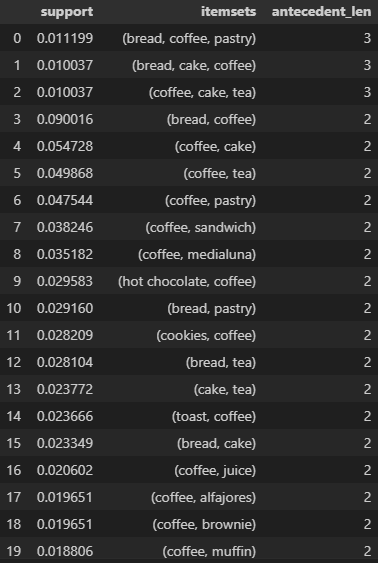 support itemsets antecedent_len
0 0.011199 (bread, coffee, pastry) 3
1 0.010037 (bread, cake, coffee) 3
2 0.010037 (coffee, cake, tea) 3
3 0.090016 (bread, coffee) 2
4 0.054728 (coffee, cake) 2
5 0.049868 (coffee, tea) 2
6 0.047544 (coffee, pastry) 2
7 0.038246 (coffee, sandwich) 2
8 0.035182 (coffee, medialuna) 2
9 0.029583 (hot chocolate, coffee) 2
10 0.029160 (bread, pastry) 2
11 0.028209 (cookies, coffee) 2
12 0.028104 (bread, tea) 2
13 0.023772 (cake, tea) 2
14 0.023666 (toast, coffee) 2
15 0.023349 (bread, cake) 2
16 0.020602 (coffee, juice) 2
17 0.019651 (coffee, alfajores) 2
18 0.019651 (coffee, brownie) 2
19 0.018806 (coffee, muffin) 2